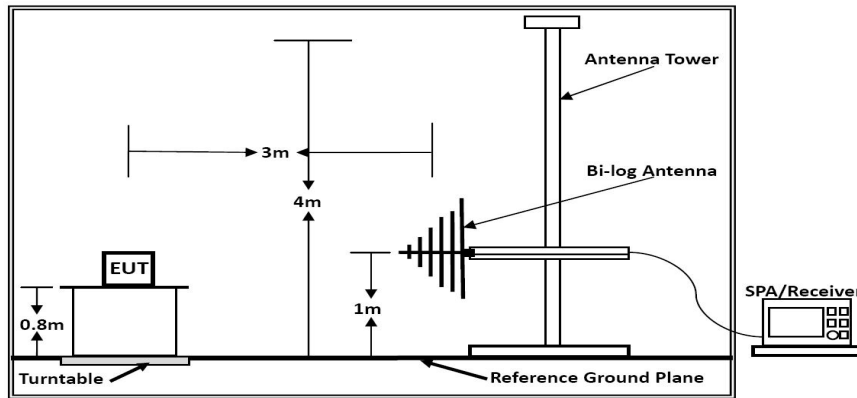 Antenna Tower
3m
Bi-log Antenna
4m
EUT
SPA/Receiver
1m
0.8m
Turntable
Reference Ground Plane